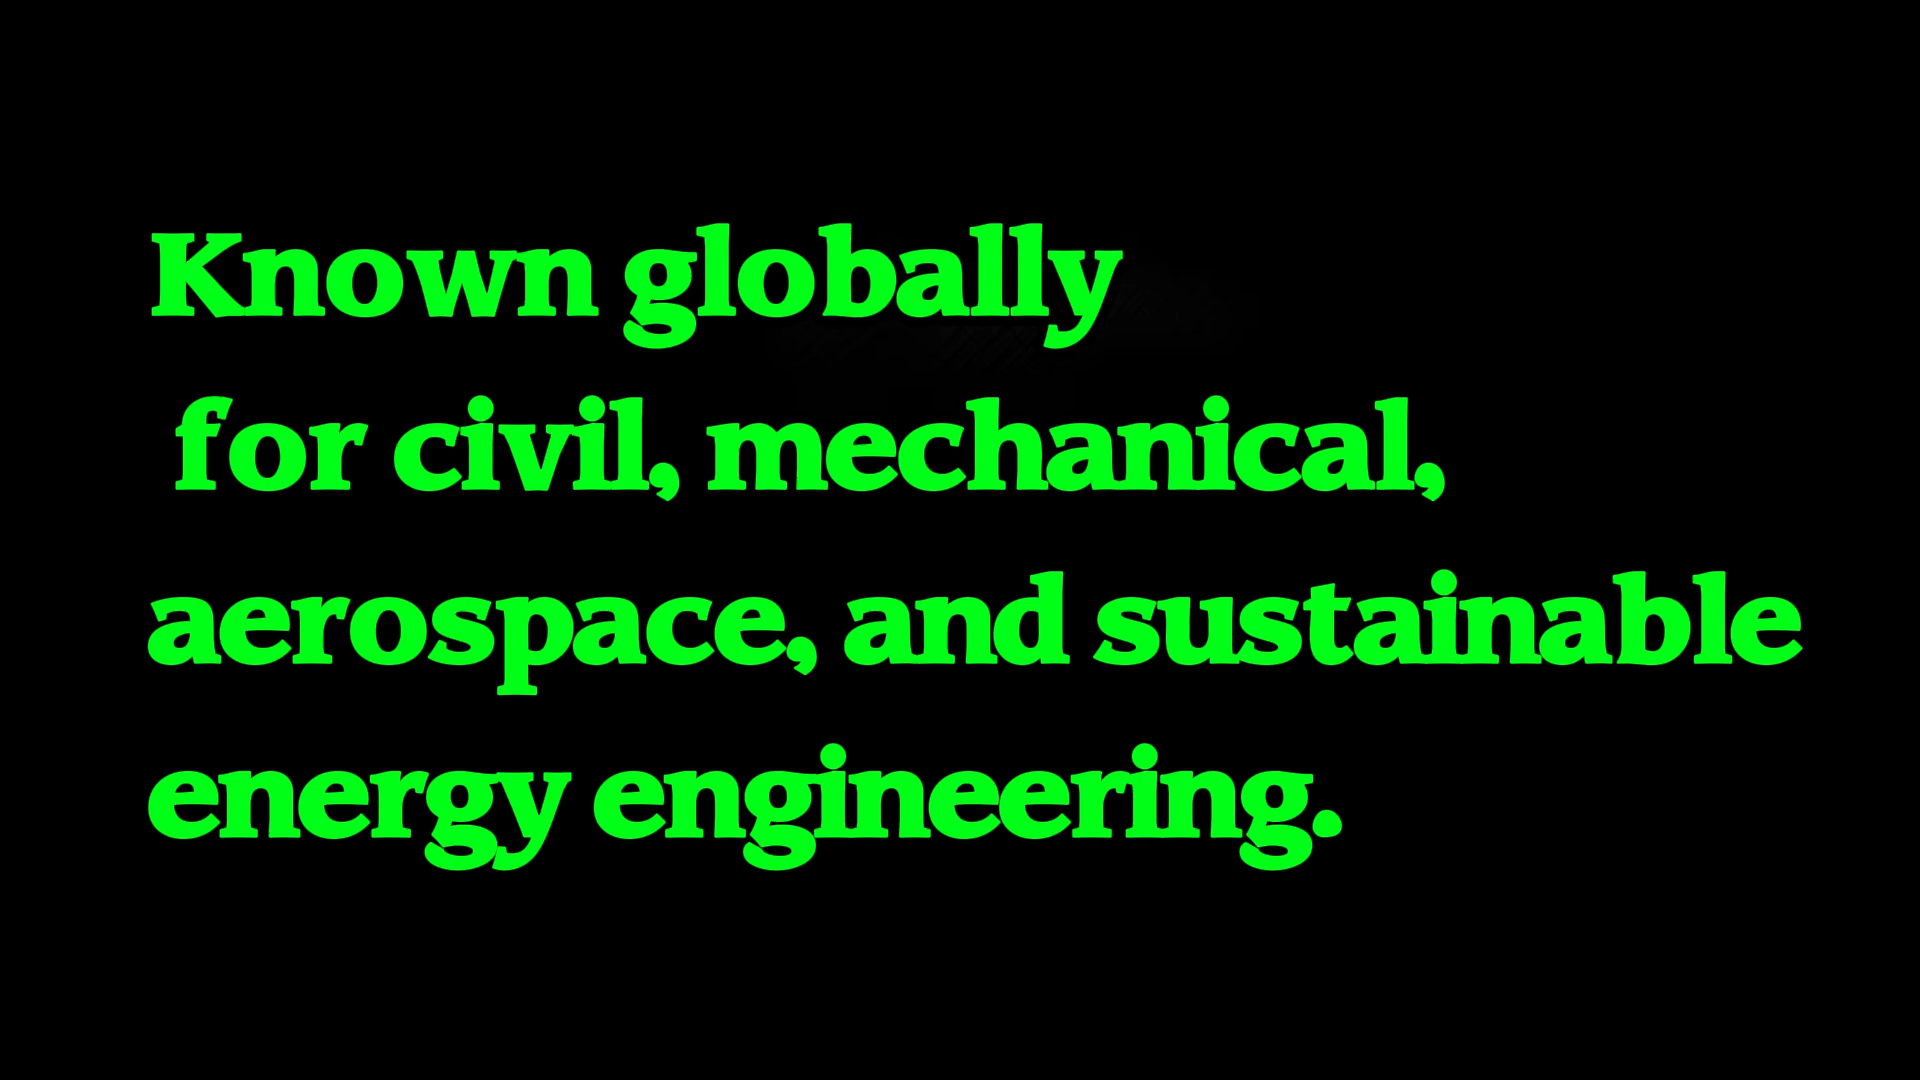 Known globally
for civil, mechanical,
aerospace, and sustainable
energy engineering.